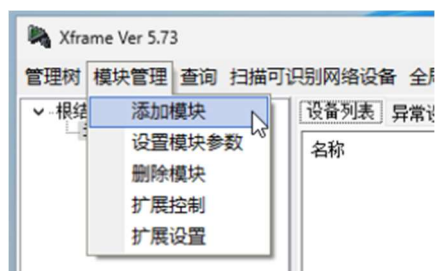 Xframe Ver 5.73
管理树 模块管理 查询 扫描可识别网络设备
根结
添加模块
设置模块参数
删除模块
扩展控制
扩展设置
设备列表 异常
名称